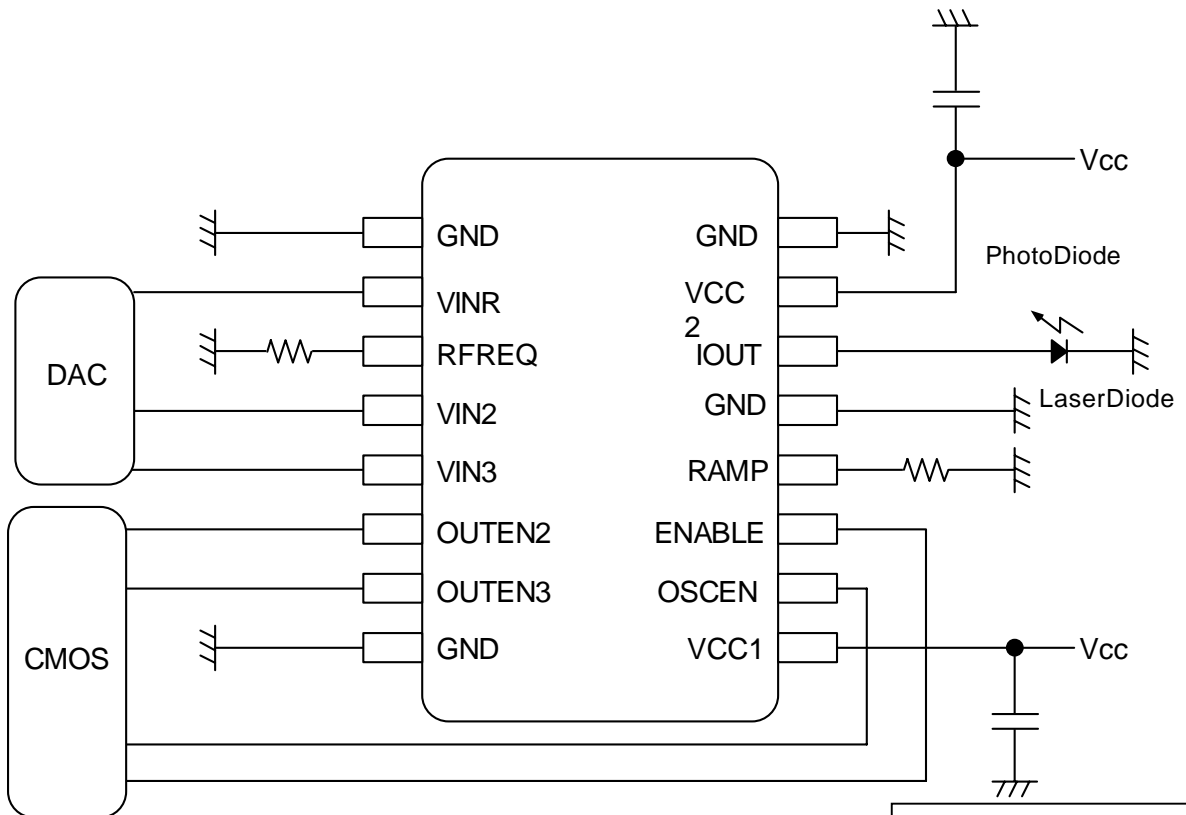 Vcc
GND
GND
PhotoDiode
VINR
VCC
2
DAC
RFREQ
IOUT
VIN2
GND
LaserDiode
VIN3
RAMP
OUTEN2
ENABLE
OUTEN3
OSCEN
CMOS
GND
VCC1
Vcc